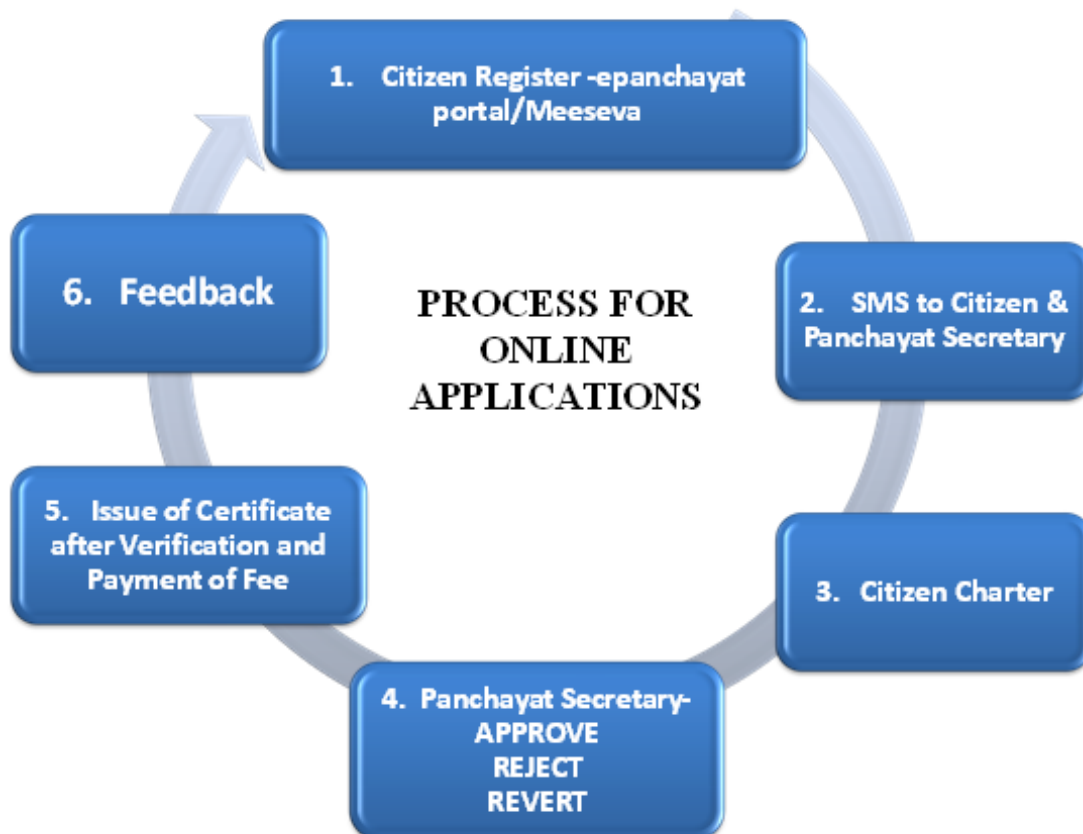 1. Citizen Register -epanchayat
portal/Meeseva
2. SMS to Citizen &
Panchayat Secretary
3. Citizen Charter
4. Panchayat Secretary-
APPROVE
REJECT
REVERT
5. Issue of Certificate
after Verification and
Payment of Fee
6. Feedback
PROCESS FOR
ONLINE
APPLICATIONS